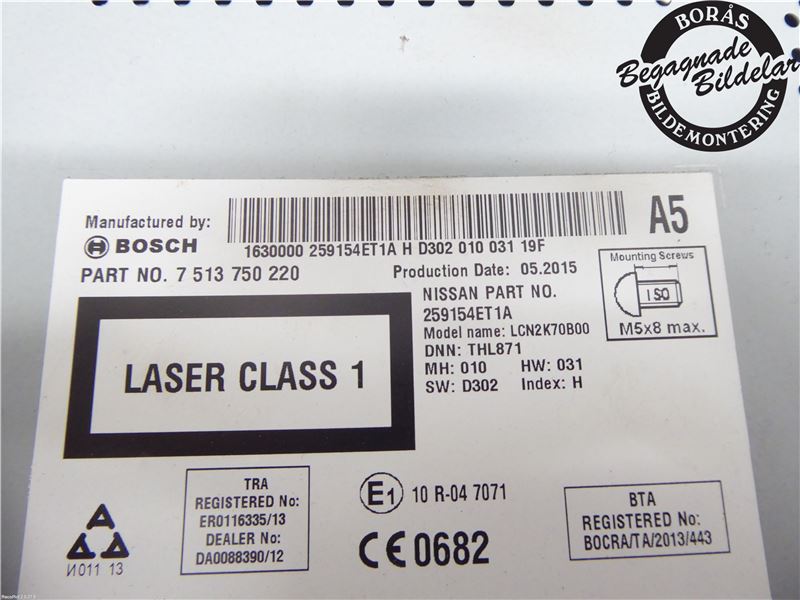 BORÅS
Begagnade
Bildelar
BILDEMONTERING
Manufactured by:
BOSCH
1630000 259154ET1A H D302 010 031 19F
A5
PART NO. 7 513 750 220
Production Date: 05.2015
NISSAN PART NO.
259154ET1A
Model name: LCN2K70B00
DNN: THL871
MH: 010 HW: 031
SW: D302 Index: H
Mounting Screws
ISO
M5x8 max.
LASER CLASS 1
TRA
REGISTERED No:
ER0116335/13
DEALER No:
DA0088390/12
E1 10 R-04 7071
CE 0682
BTA
REGISTERED No:
BOCRA/TA/2013/443
И011 13